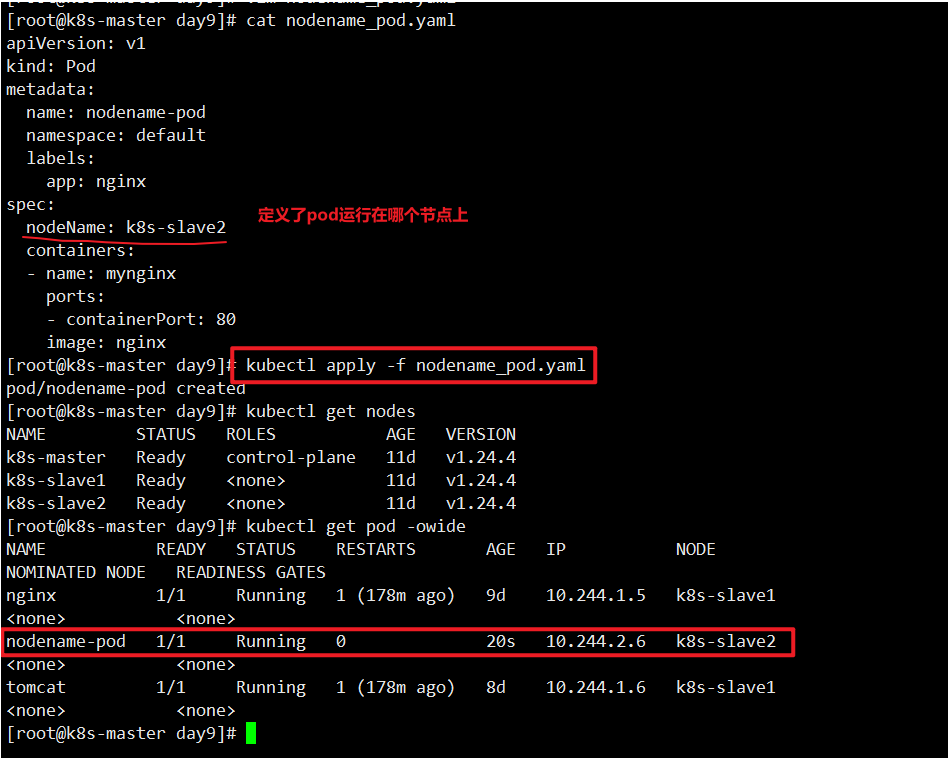 [root@k8s-master day9]# cat nodename_pod.yaml
apiVersion: v1
kind: Pod
metadata:
  name: nodename-pod
  namespace: default
  labels:
    app: nginx
spec:
  nodeName: k8s-slave2 定义了pod运行在哪个节点上
  containers:
  - name: mynginx
    ports:
    - containerPort: 80
    image: nginx
[root@k8s-master day9]# kubectl apply -f nodename_pod.yaml
pod/nodename-pod created
[root@k8s-master day9]# kubectl get nodes
NAME         STATUS   ROLES           AGE   VERSION
k8s-master   Ready    control-plane   11d   v1.24.4
k8s-slave1   Ready    <none>          11d   v1.24.4
k8s-slave2   Ready    <none>          11d   v1.24.4
[root@k8s-master day9]# kubectl get pod -owide
NAME           READY   STATUS    RESTARTS       AGE   IP           NODE
NOMINATED NODE   READINESS GATES
nginx          1/1     Running   1 (178m ago)   9d    10.244.1.5   k8s-slave1
<none>           <none>
nodename-pod   1/1     Running   0              20s   10.244.2.6   k8s-slave2
<none>           <none>
tomcat         1/1     Running   1 (178m ago)   8d    10.244.1.6   k8s-slave1
<none>           <none>
[root@k8s-master day9]#